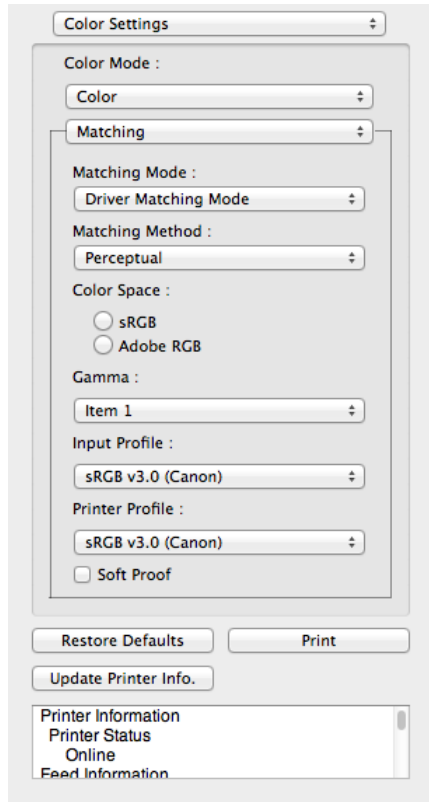 Color Settings
Color Mode :
Color
Matching
Matching Mode :
Driver Matching Mode
Matching Method :
Perceptual
Color Space :
sRGB
Adobe RGB
Gamma :
Item 1
Input Profile :
sRGB v3.0 (Canon)
Printer Profile :
sRGB v3.0 (Canon)
Soft Proof
Restore Defaults Print
Update Printer Info.
Printer Information
Printer Status
Online
Feed Information